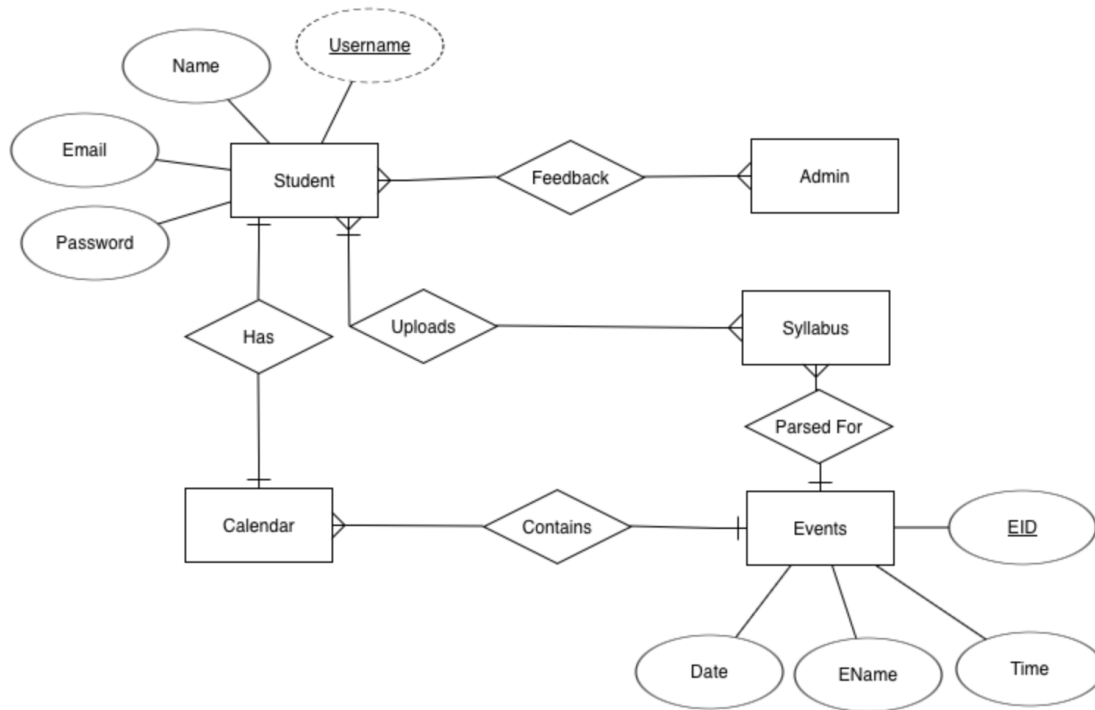 Username
Name
Email
Student
Feedback
Admin
Password
Has
Uploads
Syllabus
Parsed For
Calendar
Contains
Events
EID
Date
EName
Time